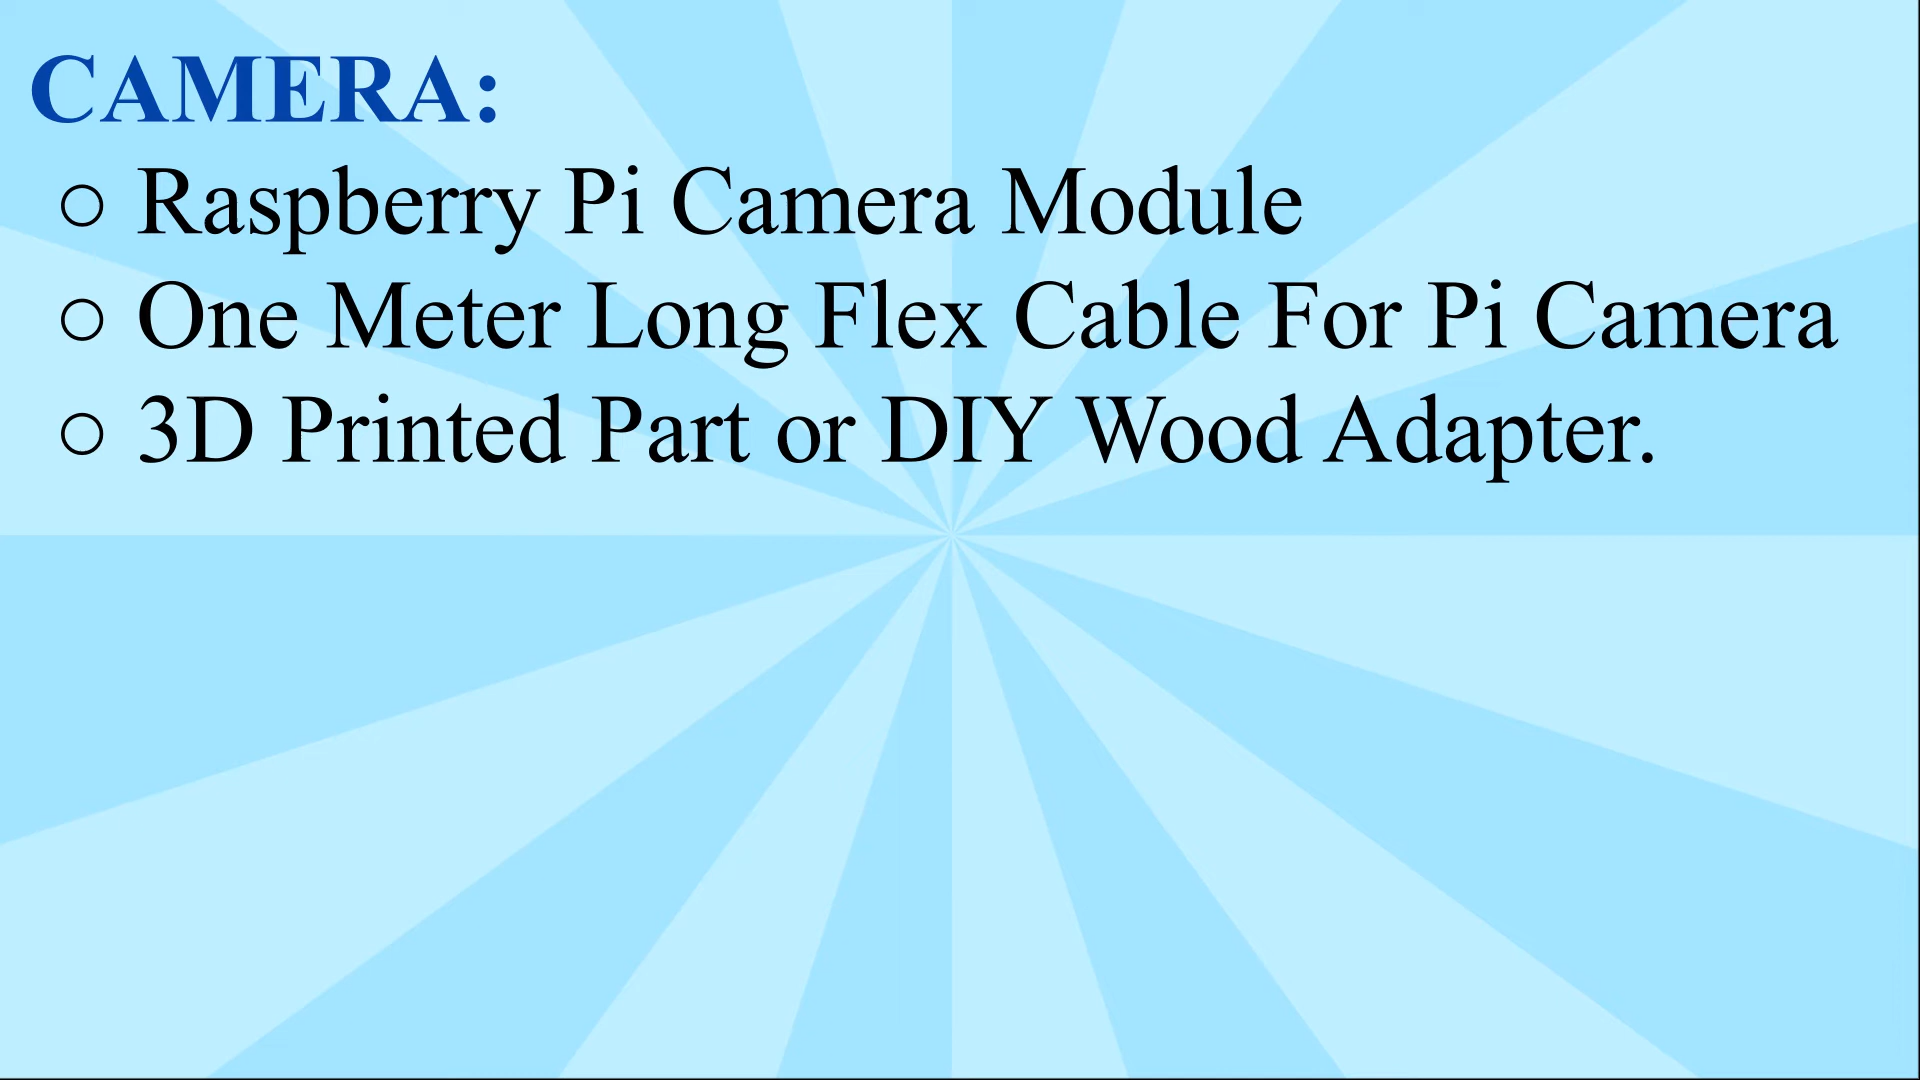 CAMERA:
○ Raspberry Pi Camera Module
○ One Meter Long Flex Cable For Pi Camera
○ 3D Printed Part or DIY Wood Adapter.